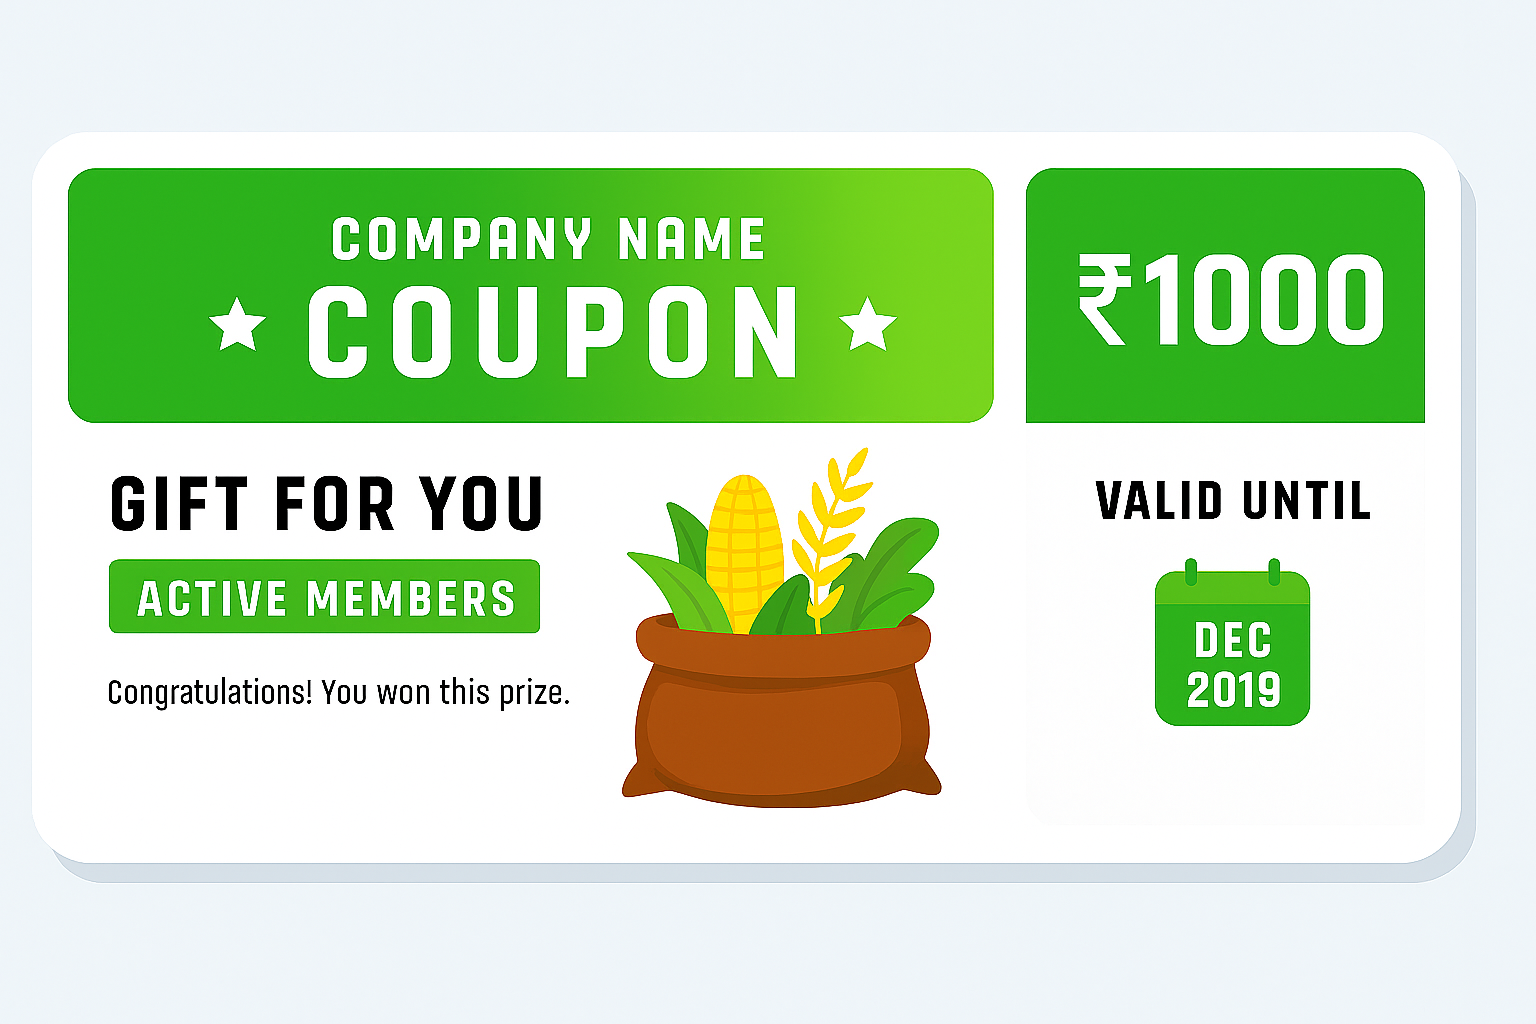 COMPANY NAME
COUPON
₹1000
GIFT FOR YOU
ACTIVE MEMBERS
Congratulations! You won this prize.
VALID UNTIL
DEC
2019